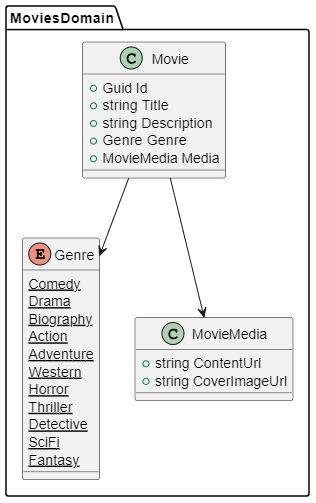 MoviesDomain
C Movie
Guid Id
string Title
string Description
Genre Genre
MovieMedia Media
E Genre
Comedy
Drama
Biography
Action
Adventure
Western
Horror
Thriller
Detective
SciFi
Fantasy
C MovieMedia
string ContentUrl
string CoverImageUrl